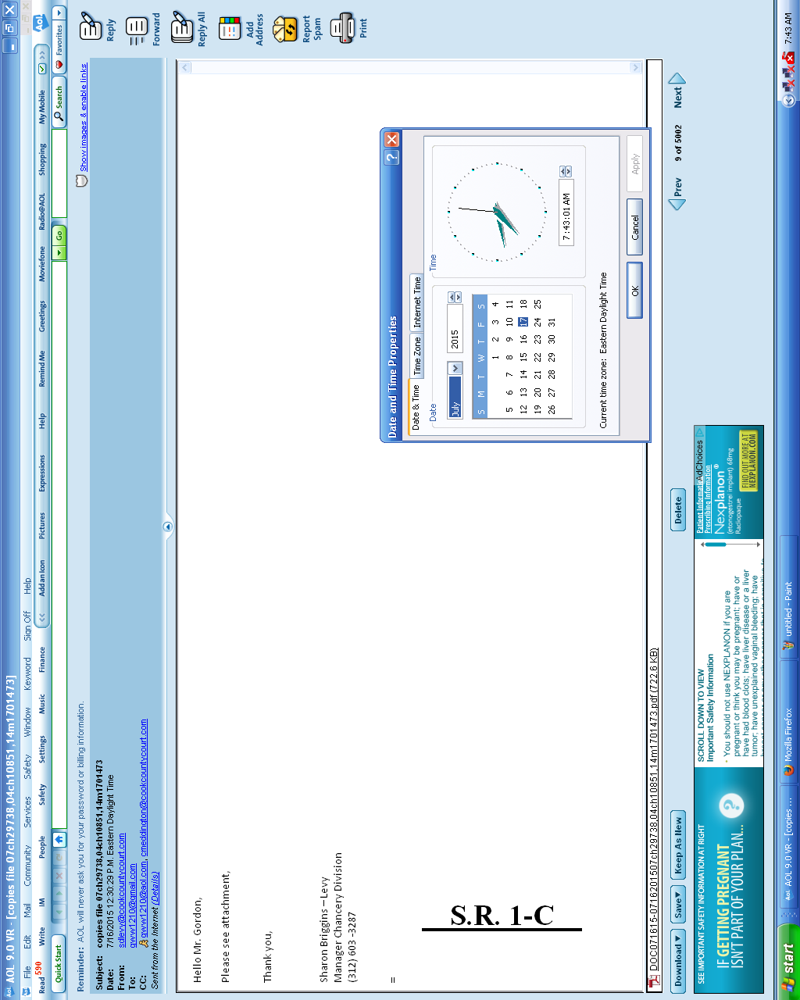 AOL 9.0 VR - [copies file 07ch29738,04ch10851,14m1701473]
File Edit Mail Community Services Safety Window Keyword Sign Off Help
Read 590 Write IM People Safety Settings Music Finance Add an Icon Pictures Expressions Help Remind Me Greetings Moviefone Radio@AOL Shopping My Mobile
Aol
Quick Start Go Search Favorites
Reminder: AOL will never ask you for your password or billing information.
Show images & enable links
Subject: copies file 07ch29738,04ch10851,14m1701473
Date: 7/16/2015 12:30:29 P.M. Eastern Daylight Time
From: sdlevy@cookcountycourt.com
To: gww1210@gmail.com
CC: gww1210@aol.com, cmeddington@cookcountycourt.com
Sent from the Internet (Details)
Reply
Forward
Reply All
Add
Address
Report
Spam
Print
Hello Mr. Gordon,
Please see attachment,
Thank you,
Sharon Briggins – Levy
Manager Chancery Division
(312) 603 –3287
=
S.R. 1-C
Date and Time Properties
Date & Time Time Zone Internet Time
Date
July 2015
S M T W T F S
1 2 3 4
5 6 7 8 9 10 11
12 13 14 15 16 17 18
19 20 21 22 23 24 25
26 27 28 29 30 31
Time
7:43:01 AM
Current time zone: Eastern Daylight Time
OK Cancel Apply
DOC071615-07162015​07ch29738,04ch10851,14m1701473.pdf (722.6 KB)
Download Save Keep As New Delete Prev 9 of 5002 Next
SEE IMPORTANT SAFETY INFORMATION AT RIGHT
IF GETTING PREGNANT
ISN'T PART OF YOUR PLAN...
?
SCROLL DOWN TO VIEW
Important Safety Information
• You should not use NEXPLANON if you are
pregnant or think you may be pregnant; have or
have had blood clots; have liver disease or a liver
tumor; have unexplained vaginal bleeding; have
AdChoices
Prescribing Information
Nexplanon®
(etonogestrel implant) 68mg
Radiopaque
FIND OUT MORE AT
NEXPLANON.COM
start AOL 9.0 VR - [copies ... Mozilla Firefox untitled - Paint 7:43 AM